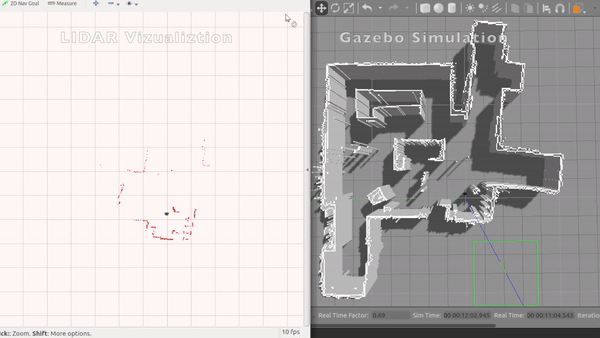 2D Nav Goal
Measure
LIDAR Vizualiztion
Gazebo Simulation
ick: Zoom. Shift: More options.
10 fps
Real Time Factor: 0.69
Sim Time: 00 00:12:02.945
Real Time: 00 00:11:04.543
Iteratio